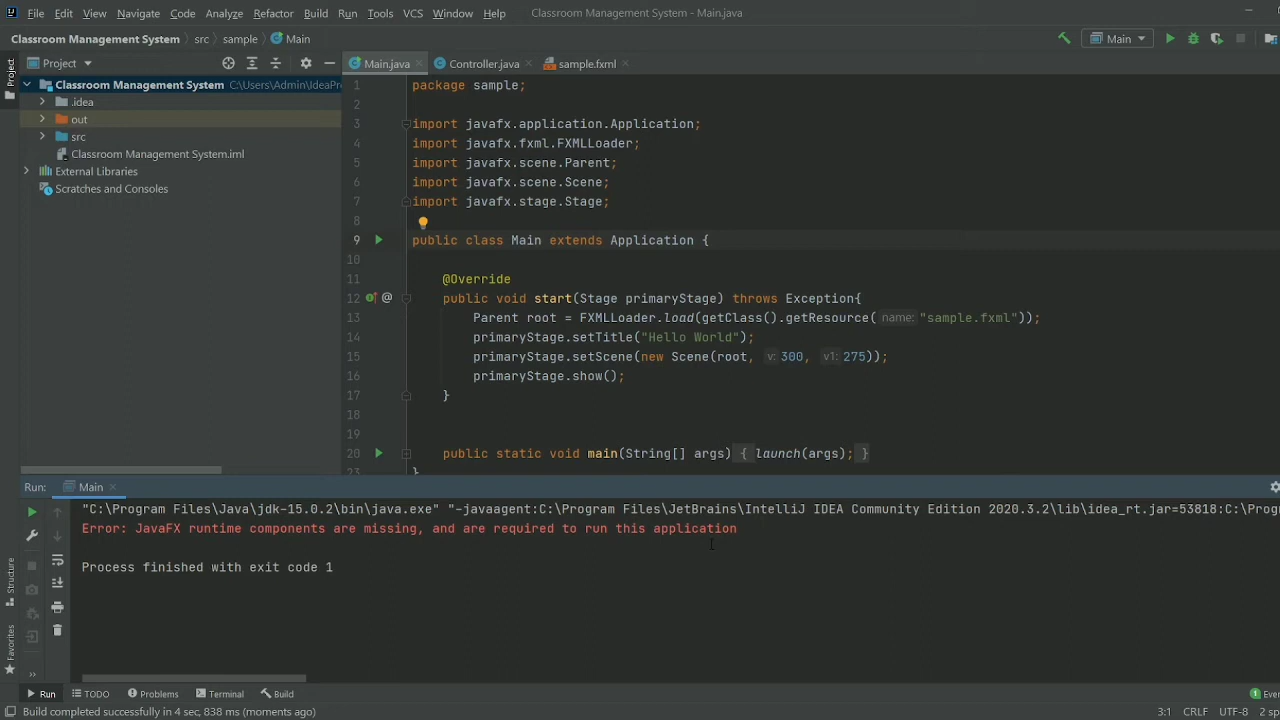 File Edit View Navigate Code Analyze Refactor Build Run Tools VCS Window Help Classroom Management System - Main.java
Classroom Management System src sample Main Main
Project Project Main.java Controller.java sample.fxml
Classroom Management System C:\Users\Admin\IdeaPro
.idea
out
src
Classroom Management System.iml
External Libraries
Scratches and Consoles
1 package sample;
2
3 import javafx.application.Application;
4 import javafx.fxml.FXMLLoader;
5 import javafx.scene.Parent;
6 import javafx.scene.Scene;
7 import javafx.stage.Stage;
8
9 public class Main extends Application {
10
11 @Override
12 @ public void start(Stage primaryStage) throws Exception{
13 Parent root = FXMLLoader.load(getClass().getResource( name: "sample.fxml"));
14 primaryStage.setTitle("Hello World");
15 primaryStage.setScene(new Scene(root, v: 300, v1: 275));
16 primaryStage.show();
17 }
18
19
20 public static void main(String[] args) { launch(args); }
23 }
Run: Main
"C:\Program Files\Java\jdk-15.0.2\bin\java.exe" "-javaagent:C:\Program Files\JetBrains\IntelliJ IDEA Community Edition 2020.3.2\lib\idea_rt.jar=53818:C:\Progr
Error: JavaFX runtime components are missing, and are required to run this application
Process finished with exit code 1
Structure
Favorites
Run TODO Problems Terminal Build 1 Even
Build completed successfully in 4 sec, 838 ms (moments ago) 3:1 CRLF UTF-8 2 sp